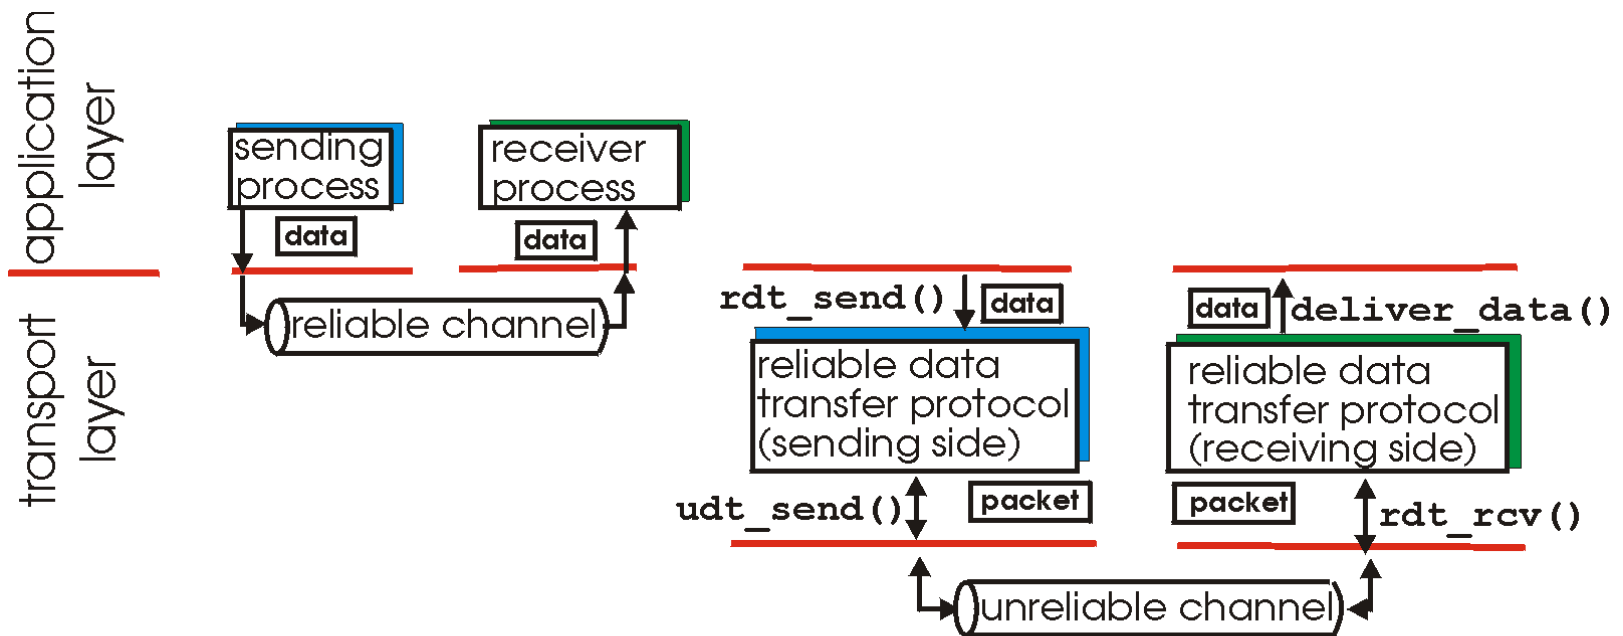 application
layer
transport
layer
sending
process
receiver
process
data
data
reliable channel
rdt_send()
data
data
deliver_data()
reliable data
transfer protocol
(sending side)
reliable data
transfer protocol
(receiving side)
udt_send()
packet
packet
rdt_rcv()
unreliable channel